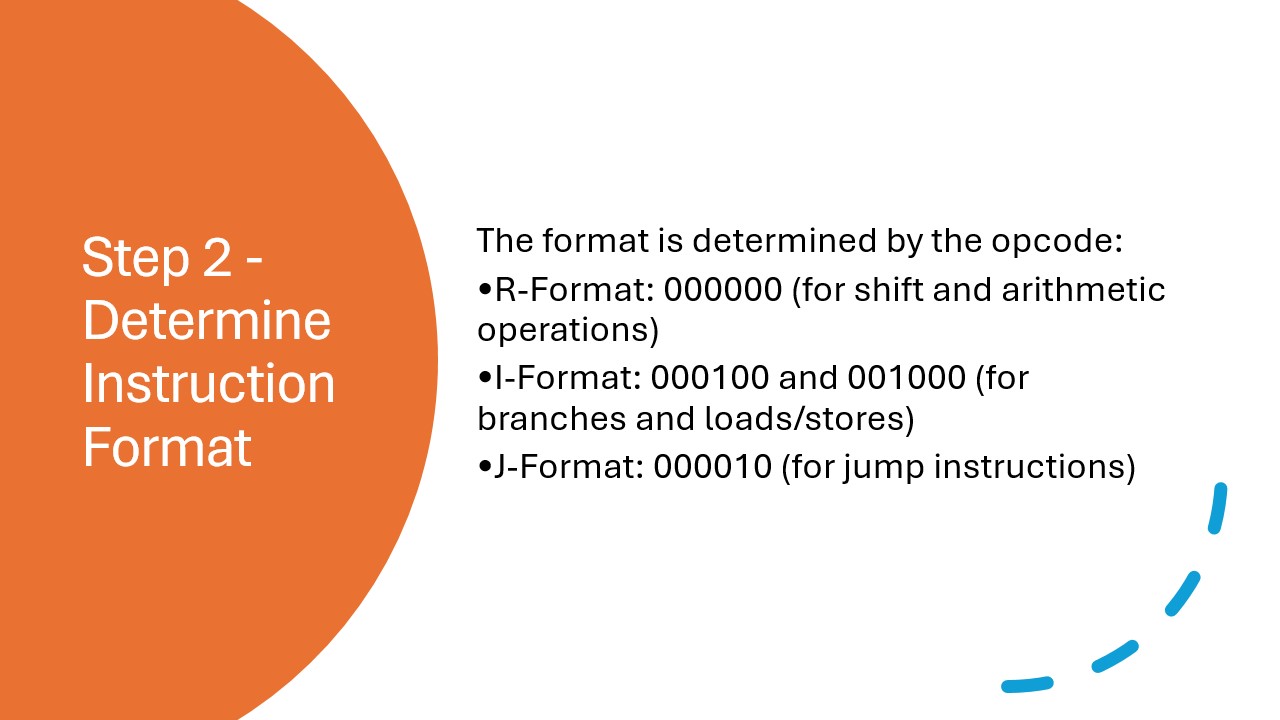 Step 2 -
Determine
Instruction
Format
The format is determined by the opcode:
•R-Format: 000000 (for shift and arithmetic
operations)
•I-Format: 000100 and 001000 (for
branches and loads/stores)
•J-Format: 000010 (for jump instructions)